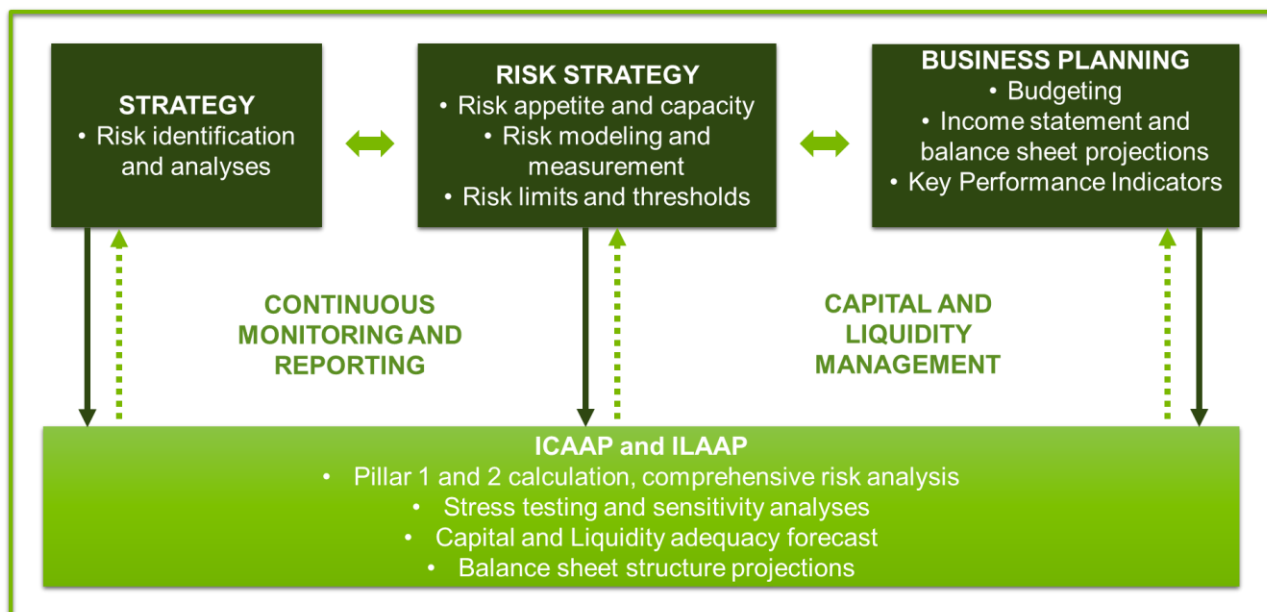 STRATEGY
• Risk identification
and analyses
RISK STRATEGY
• Risk appetite and capacity
• Risk modeling and
measurement
• Risk limits and thresholds
BUSINESS PLANNING
• Budgeting
• Income statement and
balance sheet projections
• Key Performance Indicators
CONTINUOUS
MONITORING AND
REPORTING
CAPITAL AND
LIQUIDITY
MANAGEMENT
ICAAP and ILAAP
• Pillar 1 and 2 calculation, comprehensive risk analysis
• Stress testing and sensitivity analyses
• Capital and Liquidity adequacy forecast
• Balance sheet structure projections